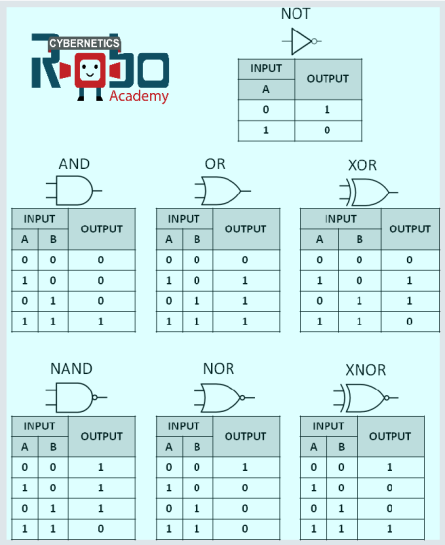 CYBERNETICS
Robo
Academy
NOT
INPUT OUTPUT
A
0 1
1 0
AND
INPUT OUTPUT
A B
0 0 0
1 0 0
0 1 0
1 1 1
OR
INPUT OUTPUT
A B
0 0 0
1 0 1
0 1 1
1 1 1
XOR
INPUT OUTPUT
A B
0 0 0
1 0 1
0 1 1
1 1 0
NAND
INPUT OUTPUT
A B
0 0 1
1 0 1
0 1 1
1 1 0
NOR
INPUT OUTPUT
A B
0 0 1
1 0 0
0 1 0
1 1 0
XNOR
INPUT OUTPUT
A B
0 0 1
1 0 0
0 1 0
1 1 1